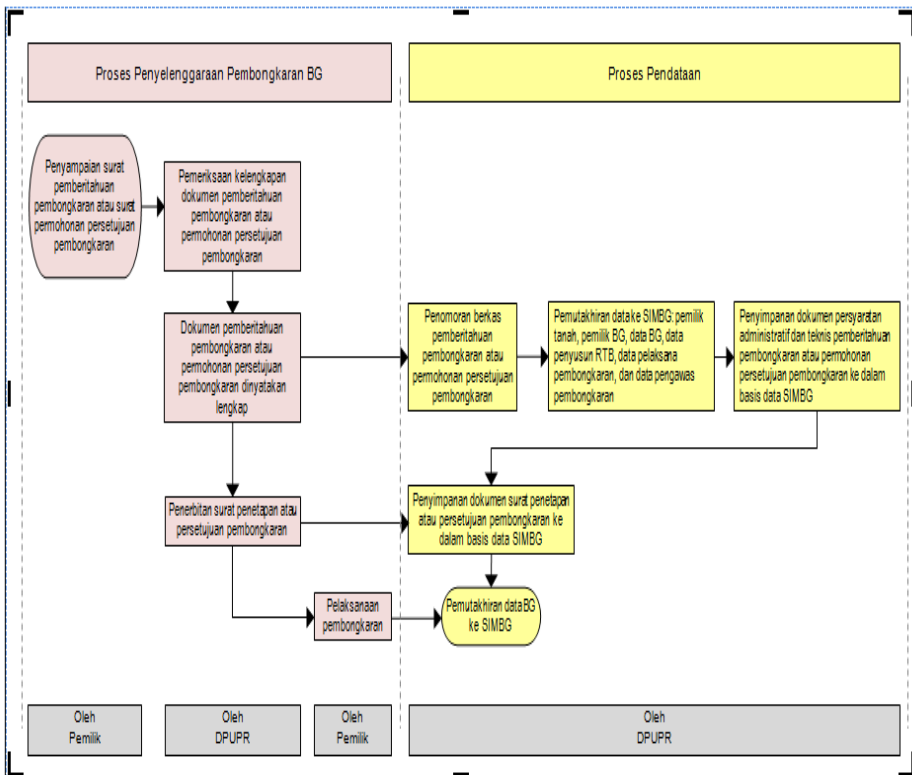 Proses Penyelenggaraan Pembongkaran BG
Proses Pendataan
Penyampaian surat
pemberitahuan
pembongkaran atau surat
permohonan persetujuan
pembongkaran
Pemeriksaan kelengkapan
dokumen pemberitahuan
pembongkaran atau
permohonan persetujuan
pembongkaran
Dokumen pemberitahuan
pembongkaran atau
permohonan persetujuan
pembongkaran dinyatakan
lengkap
Penomoran berkas
pemberitahuan
pembongkaran atau
permohonan persetujuan
pembongkaran
Pemutakhiran data ke SIMBG: pemilik
tanah, pemilik BG, data BG, data
penyusun RTB, data pelaksana
pembongkaran, dan data pengawas
pembongkaran
Penyimpanan dokumen persyaratan
administratif dan teknis pemberitahuan
pembongkaran atau permohonan
persetujuan pembongkaran ke dalam
basis data SIMBG
Penerbitan surat penetapan atau
persetujuan pembongkaran
Penyimpanan dokumen surat penetapan
atau persetujuan pembongkaran ke
dalam basis data SIMBG
Pelaksanaan
pembongkaran
Pemutakhiran data BG
ke SIMBG
Oleh
Pemilik
Oleh
DPUPR
Oleh
Pemilik
Oleh
DPUPR